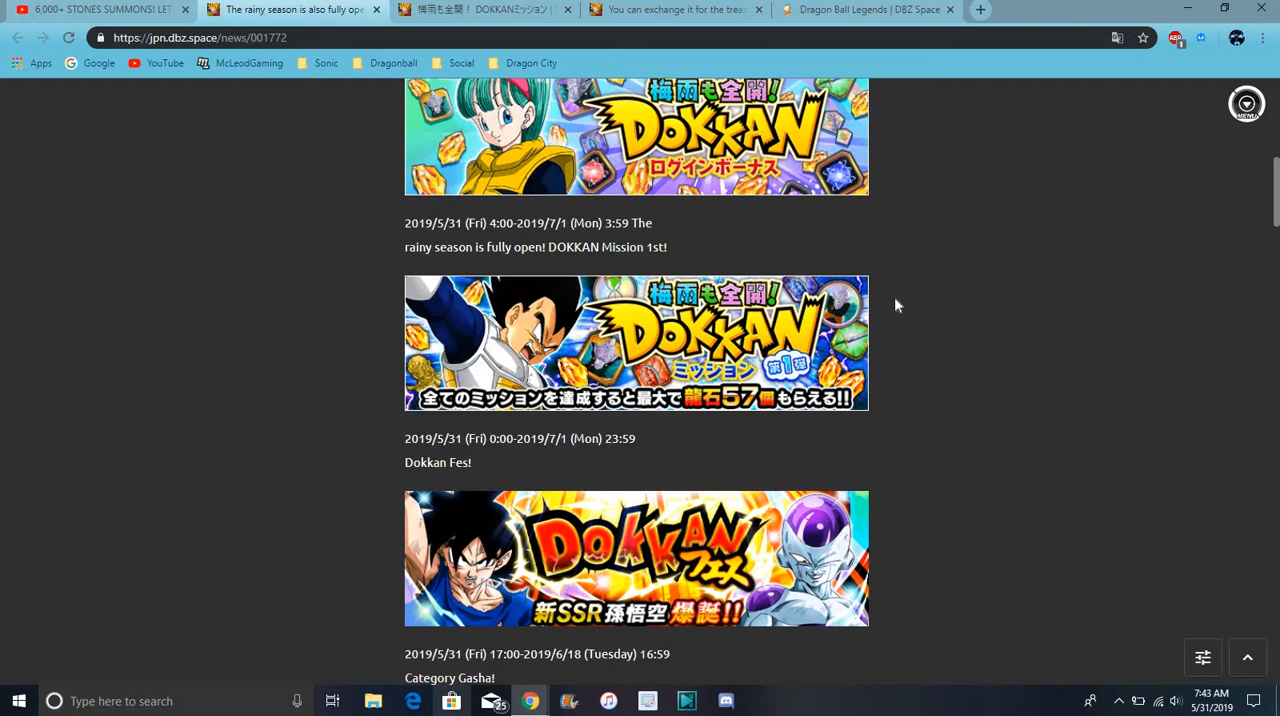 6,000+ STONES SUMMONS! LET
The rainy season is also fully ope
梅雨も全開！ DOKKANミッション |
You can exchange it for the treas
Dragon Ball Legends | DBZ Space
https://jpn.dbz.space/news/001772
ABP
1
Apps
Google
YouTube
McLeodGaming
Sonic
Dragonball
Social
Dragon City
MENU
梅雨も全開!
DOKKAN
ログインボーナス
2019/5/31 (Fri) 4:00-2019/7/1 (Mon) 3:59 The
rainy season is fully open! DOKKAN Mission 1st!
梅雨も全開!
DOKKAN
ミッション 第1弾
全てのミッションを達成すると最大で龍石57個もらえる!!
2019/5/31 (Fri) 0:00-2019/7/1 (Mon) 23:59
Dokkan Fes!
DOKKAN
フェス
新SSR孫悟空 爆誕!!
2019/5/31 (Fri) 17:00-2019/6/18 (Tuesday) 16:59
Category Gasha!
Type here to search
25
7:43 AM
5/31/2019